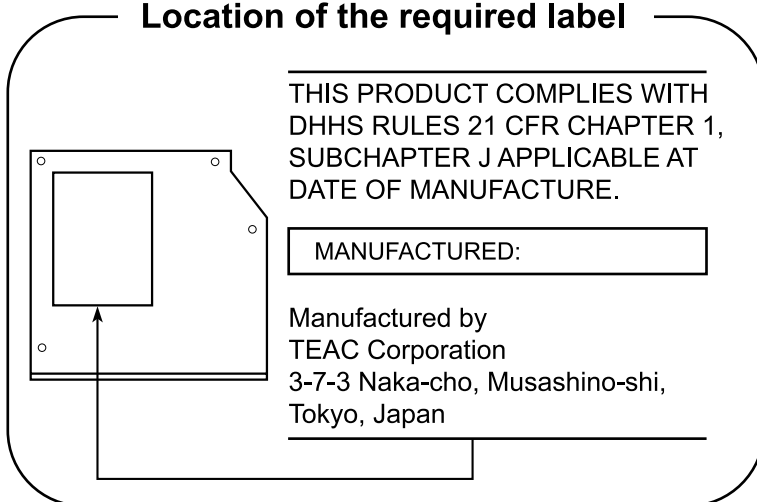 Location of the required label
THIS PRODUCT COMPLIES WITH
DHHS RULES 21 CFR CHAPTER 1,
SUBCHAPTER J APPLICABLE AT
DATE OF MANUFACTURE.
MANUFACTURED:
Manufactured by
TEAC Corporation
3-7-3 Naka-cho, Musashino-shi,
Tokyo, Japan